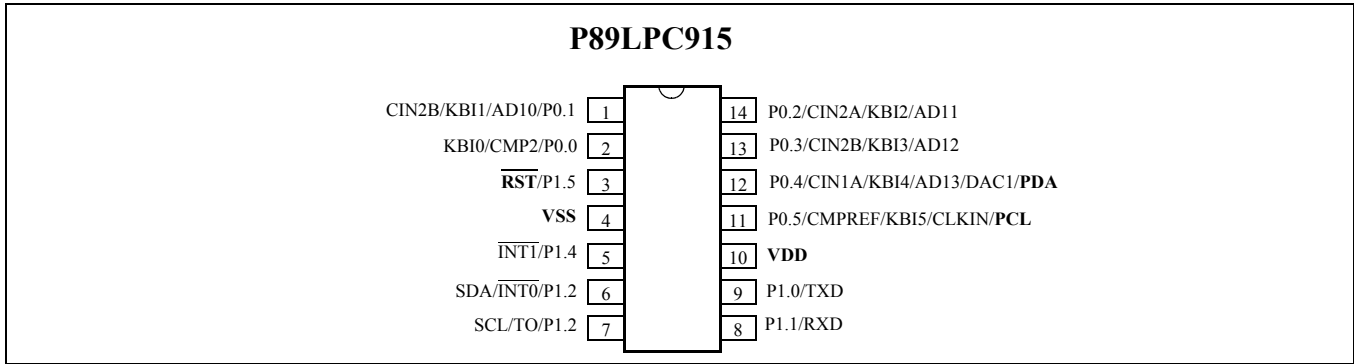 P89LPC915
CIN2B/KBI1/AD10/P0.1 1 14 P0.2/CIN2A/KBI2/AD11
KBI0/CMP2/P0.0 2 13 P0.3/CIN2B/KBI3/AD12
RST/P1.5 3 12 P0.4/CIN1A/KBI4/AD13/DAC1/PDA
VSS 4 11 P0.5/CMPREF/KBI5/CLKIN/PCL
INT1/P1.4 5 10 VDD
SDA/INT0/P1.2 6 9 P1.0/TXD
SCL/TO/P1.2 7 8 P1.1/RXD